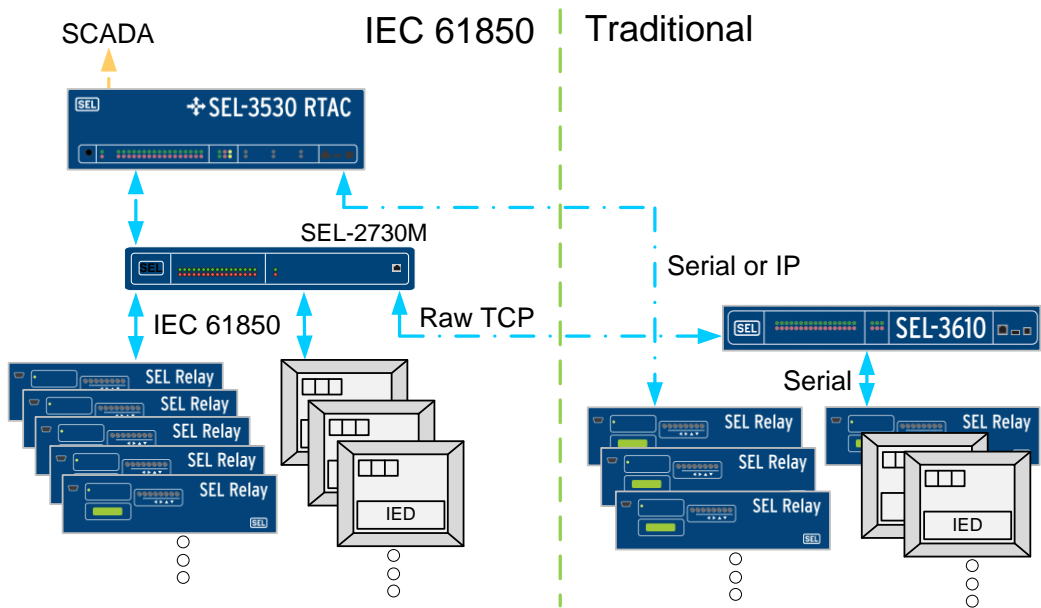 SCADA
IEC 61850
Traditional
SEL
SEL-3530 RTAC
SEL-2730M
SEL
Serial or IP
IEC 61850
Raw TCP
SEL
SEL-3610
Serial
SEL Relay
SEL Relay
SEL Relay
SEL Relay
SEL Relay
SEL
IED
SEL Relay
SEL Relay
SEL Relay
SEL
SEL Relay
IED